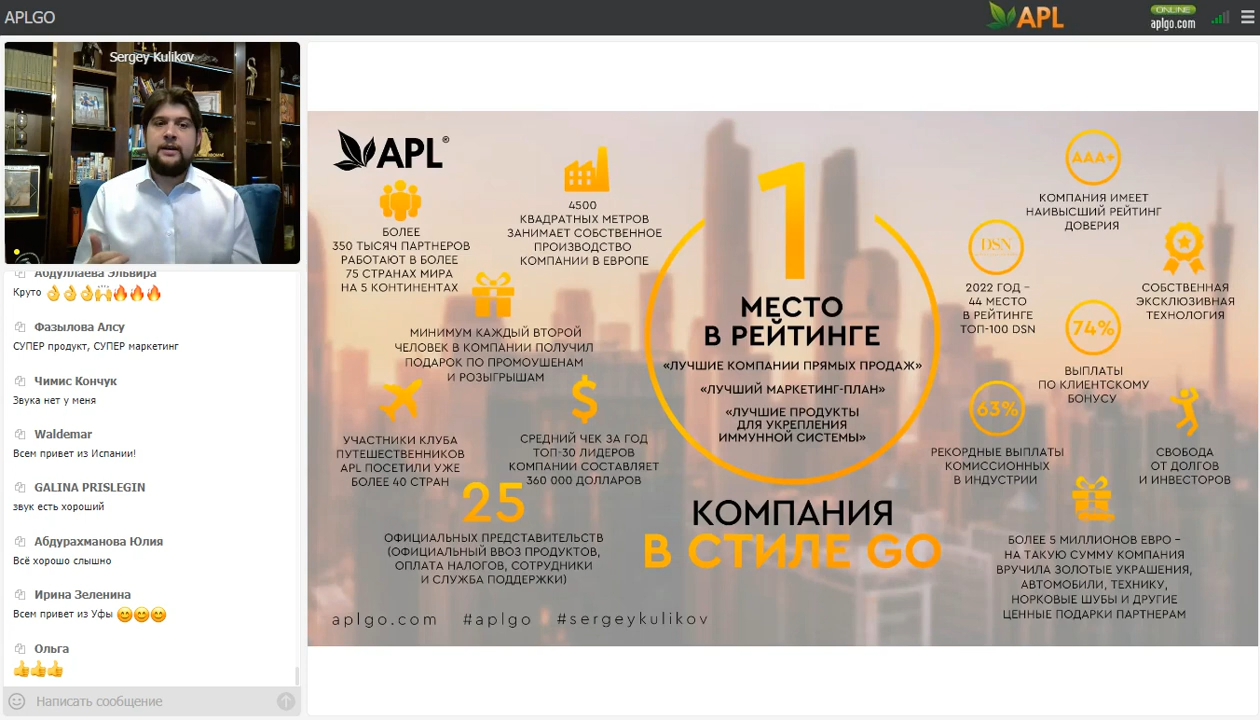 APLGO
APL
ONLINE
aplgo.com
Sergey Kulikov
Абдуллаева Эльвира
Круто 👌👌👌🙌🔥🔥🔥
Фазылова Алсу
СУПЕР продукт, СУПЕР маркетинг
Чимис Кончук
Звука нет у меня
Waldemar
Всем привет из Испании!
GALINA PRISLEGIN
звук есть хороший
Абдурахманова Юлия
Всё хорошо слышно
Ирина Зеленина
Всем привет из Уфы 😊😊😊
Ольга
👍👍👍
Написать сообщение
APL®
БОЛЕЕ
350 ТЫСЯЧ ПАРТНЕРОВ
РАБОТАЮТ В БОЛЕЕ
75 СТРАНАХ МИРА
НА 5 КОНТИНЕНТАХ
4500
КВАДРАТНЫХ МЕТРОВ
ЗАНИМАЕТ СОБСТВЕННОЕ
ПРОИЗВОДСТВО
КОМПАНИИ В ЕВРОПЕ
МИНИМУМ КАЖДЫЙ ВТОРОЙ
ЧЕЛОВЕК В КОМПАНИИ ПОЛУЧИЛ
ПОДАРОК ПО ПРОМОУШЕНАМ
И РОЗЫГРЫШАМ
УЧАСТНИКИ КЛУБА
ПУТЕШЕСТВЕННИКОВ
APL ПОСЕТИЛИ УЖЕ
БОЛЕЕ 40 СТРАН
$
СРЕДНИЙ ЧЕК ЗА ГОД
ТОП-30 ЛИДЕРОВ
КОМПАНИИ СОСТАВЛЯЕТ
360 000 ДОЛЛАРОВ
25
ОФИЦИАЛЬНЫХ ПРЕДСТАВИТЕЛЬСТВ
(ОФИЦИАЛЬНЫЙ ВВОЗ ПРОДУКТОВ,
ОПЛАТА НАЛОГОВ, СОТРУДНИКИ
И СЛУЖБА ПОДДЕРЖКИ)
aplgo.com #aplgo #sergeykulikov
1
МЕСТО
В РЕЙТИНГЕ
«ЛУЧШИЕ КОМПАНИИ ПРЯМЫХ ПРОДАЖ»
«ЛУЧШИЙ МАРКЕТИНГ-ПЛАН»
«ЛУЧШИЕ ПРОДУКТЫ
ДЛЯ УКРЕПЛЕНИЯ
ИММУННОЙ СИСТЕМЫ»
КОМПАНИЯ
В СТИЛЕ GO
AAA+
КОМПАНИЯ ИМЕЕТ
НАИВЫСШИЙ РЕЙТИНГ
ДОВЕРИЯ
DSN
2022 ГОД –
44 МЕСТО
В РЕЙТИНГЕ
ТОП-100 DSN
СОБСТВЕННАЯ
ЭКСКЛЮЗИВНАЯ
ТЕХНОЛОГИЯ
74%
ВЫПЛАТЫ
ПО КЛИЕНТСКОМУ
БОНУСУ
63%
РЕКОРДНЫЕ ВЫПЛАТЫ
КОМИССИОННЫХ
В ИНДУСТРИИ
СВОБОДА
ОТ ДОЛГОВ
И ИНВЕСТОРОВ
БОЛЕЕ 5 МИЛЛИОНОВ ЕВРО –
НА ТАКУЮ СУММУ КОМПАНИЯ
ВРУЧИЛА ЗОЛОТЫЕ УКРАШЕНИЯ,
АВТОМОБИЛИ, ТЕХНИКУ,
НОРКОВЫЕ ШУБЫ И ДРУГИЕ
ЦЕННЫЕ ПОДАРКИ ПАРТНЕРАМ